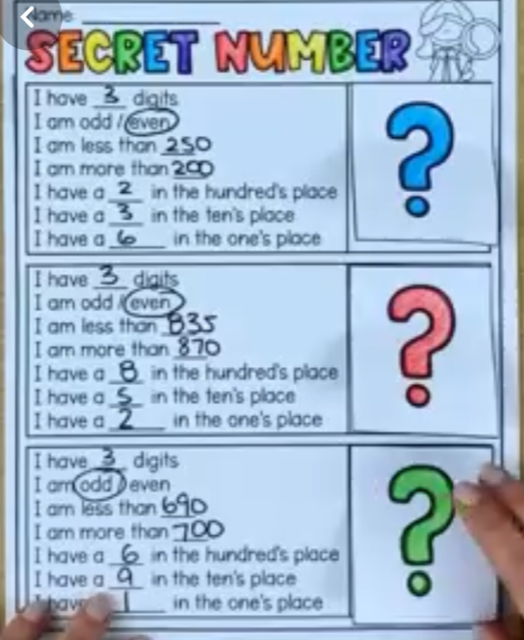 Name:
SECRET NUMBER
I have 3 digits
I am odd / even
I am less than 250
I am more than 200
I have a 2 in the hundred's place
I have a 3 in the ten's place
I have a 6 in the one's place
?
I have 3 digits
I am odd / even
I am less than 835
I am more than 870
I have a 8 in the hundred's place
I have a 5 in the ten's place
I have a 2 in the one's place
?
I have 3 digits
I am odd / even
I am less than 690
I am more than 700
I have a 6 in the hundred's place
I have a 9 in the ten's place
I have a 1 in the one's place
?